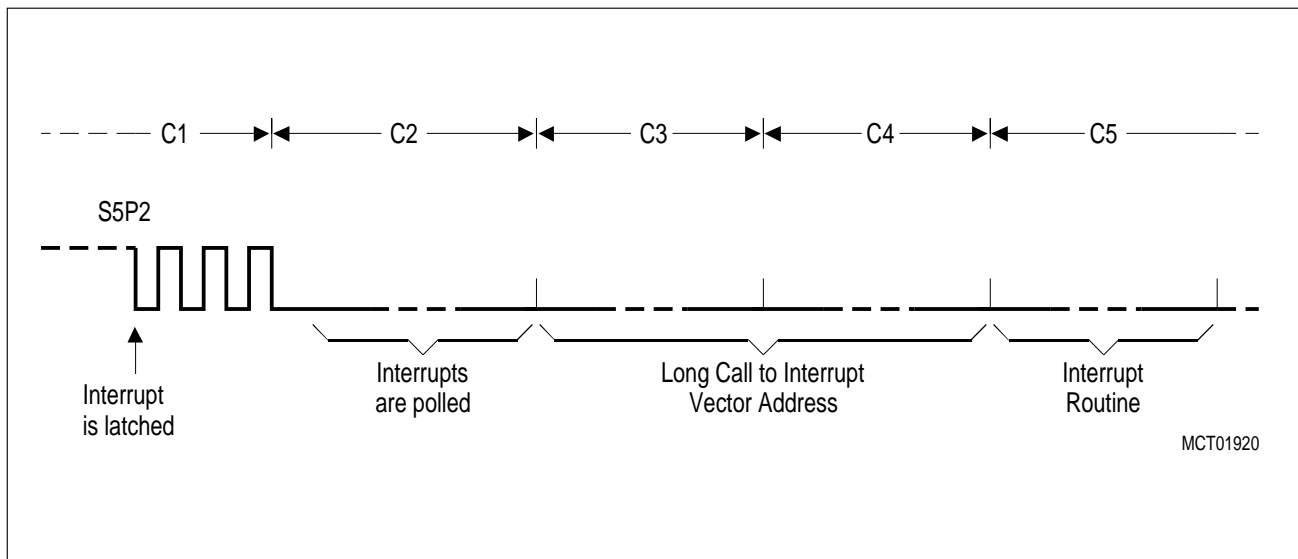 C1 C2 C3 C4 C5
S5P2
Interrupt
is latched
Interrupts
are polled
Long Call to Interrupt
Vector Address
Interrupt
Routine
MCT01920